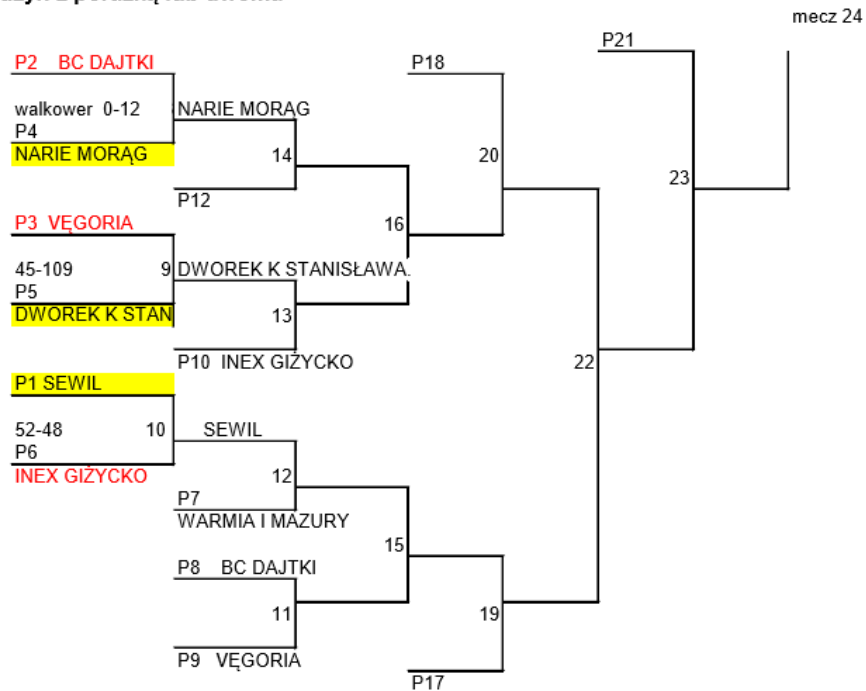 mecz 24
P21
P2 BC DAJTKI
P18
walkower 0-12
NARIE MORĄG
P4
NARIE MORĄG
14
20
23
P12
P3 VĘGORIA
16
45-109 9
DWOREK K STANISŁAWA.
P5
DWOREK K STAN
13
P10 INEX GIŻYCKO
22
P1 SEWIL
52-48 10
SEWIL
P6
INEX GIŻYCKO
12
P7
WARMIA I MAZURY
15
P8 BC DAJTKI
11
19
P9 VĘGORIA
P17